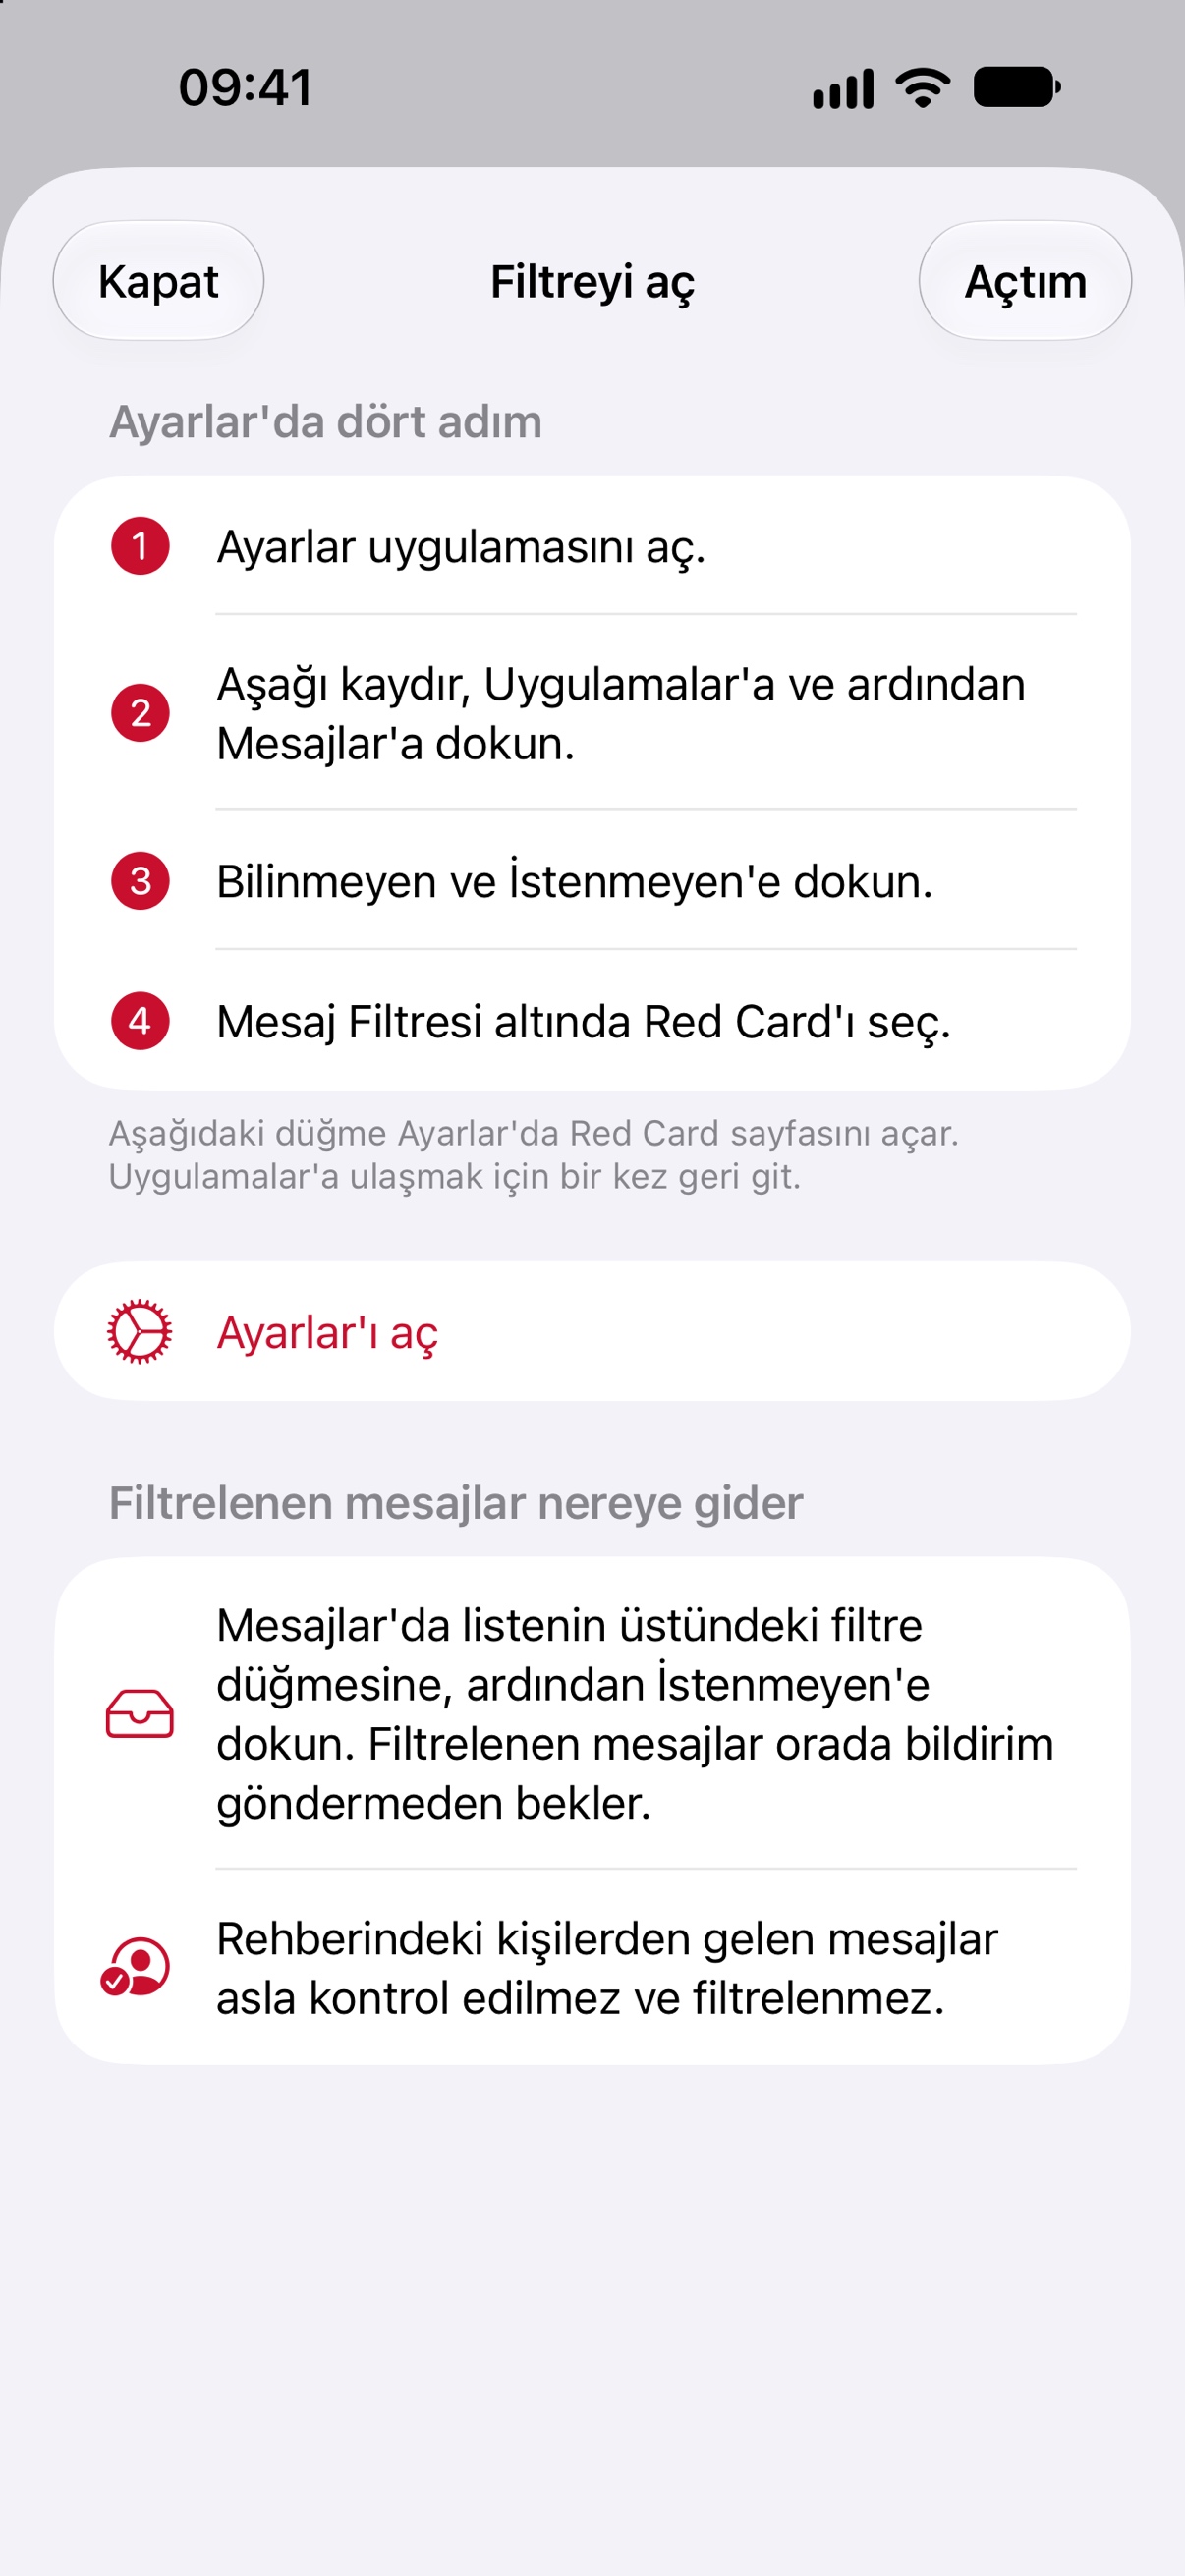 09:41
Kapat
Filtreyi aç
Açtım
Ayarlar'da dört adım
1 Ayarlar uygulamasını aç.
2 Aşağı kaydır, Uygulamalar'a ve ardından
Mesajlar'a dokun.
3 Bilinmeyen ve İstenmeyen'e dokun.
4 Mesaj Filtresi altında Red Card'ı seç.
Aşağıdaki düğme Ayarlar'da Red Card sayfasını açar.
Uygulamalar'a ulaşmak için bir kez geri git.
Ayarlar'ı aç
Filtrelenen mesajlar nereye gider
Mesajlar'da listenin üstündeki filtre
düğmesine, ardından İstenmeyen'e
dokun. Filtrelenen mesajlar orada bildirim
göndermeden bekler.
Rehberindeki kişilerden gelen mesajlar
asla kontrol edilmez ve filtrelenmez.